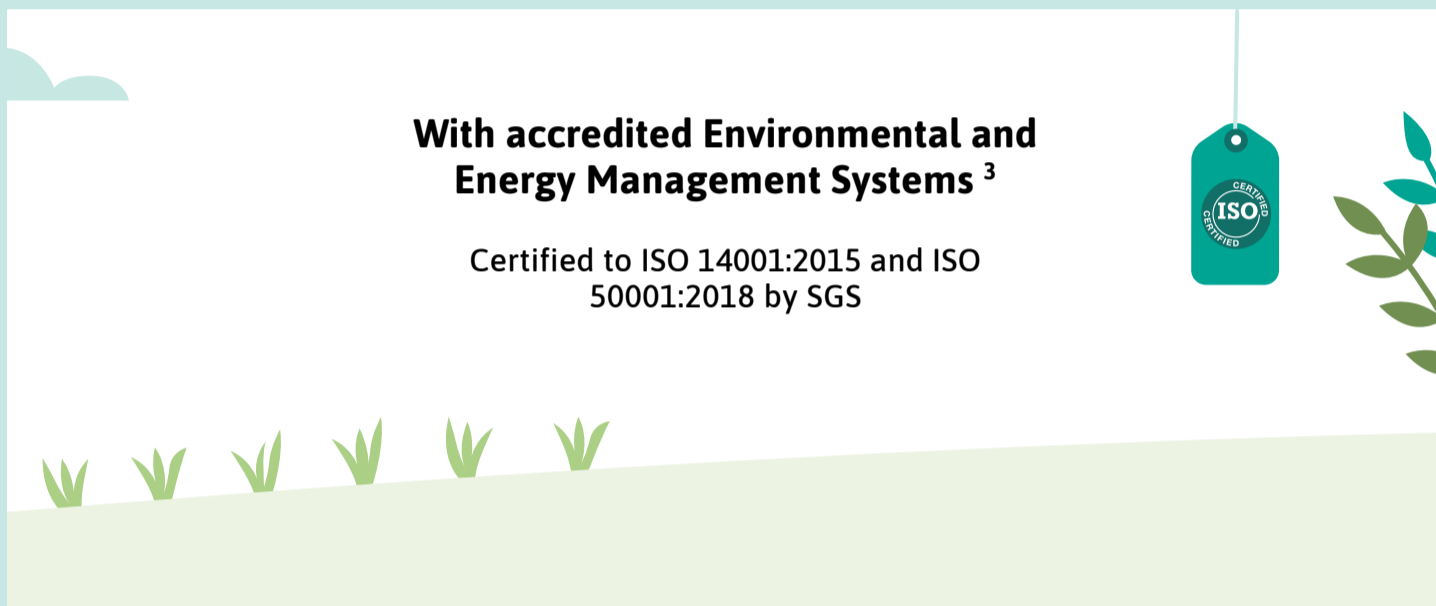 With accredited Environmental and
Energy Management Systems ³
Certified to ISO 14001:2015 and ISO
50001:2018 by SGS
CERTIFIED
ISO
CERTIFIED